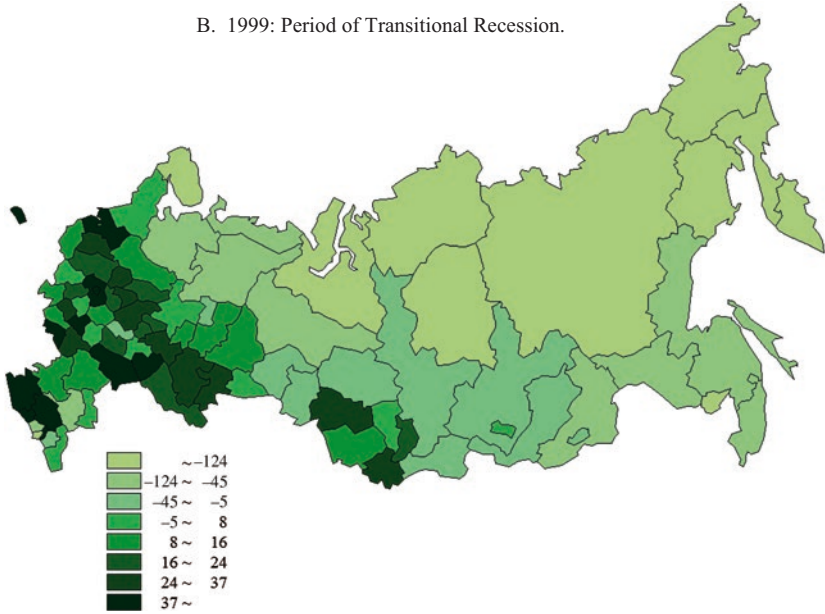 B. 1999: Period of Transitional Recession.
~–124
–124 ~ –45
–45 ~ –5
–5 ~ 8
8 ~ 16
16 ~ 24
24 ~ 37
37 ~